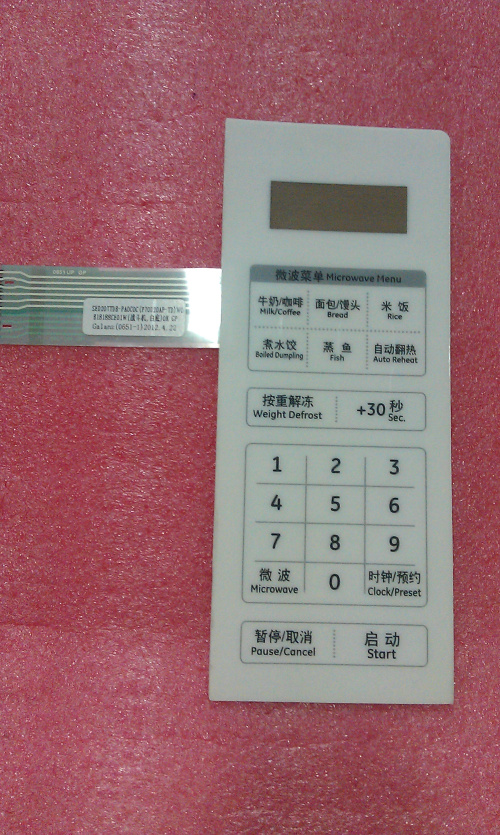 微波菜单 Microwave Menu
牛奶/咖啡 面包/馒头 米 饭
Milk/Coffee Bread Rice
煮水饺 蒸 鱼 自动翻热
Boiled Dumpling Fish Auto Reheat
按重解冻 +30 秒
Weight Defrost Sec.
1 2 3
4 5 6
7 8 9
微 波 0 时钟/预约
Microwave Clock/Preset
暂停/取消 启 动
Pause/Cancel Start
Galanz(0651-1)2012.4.20